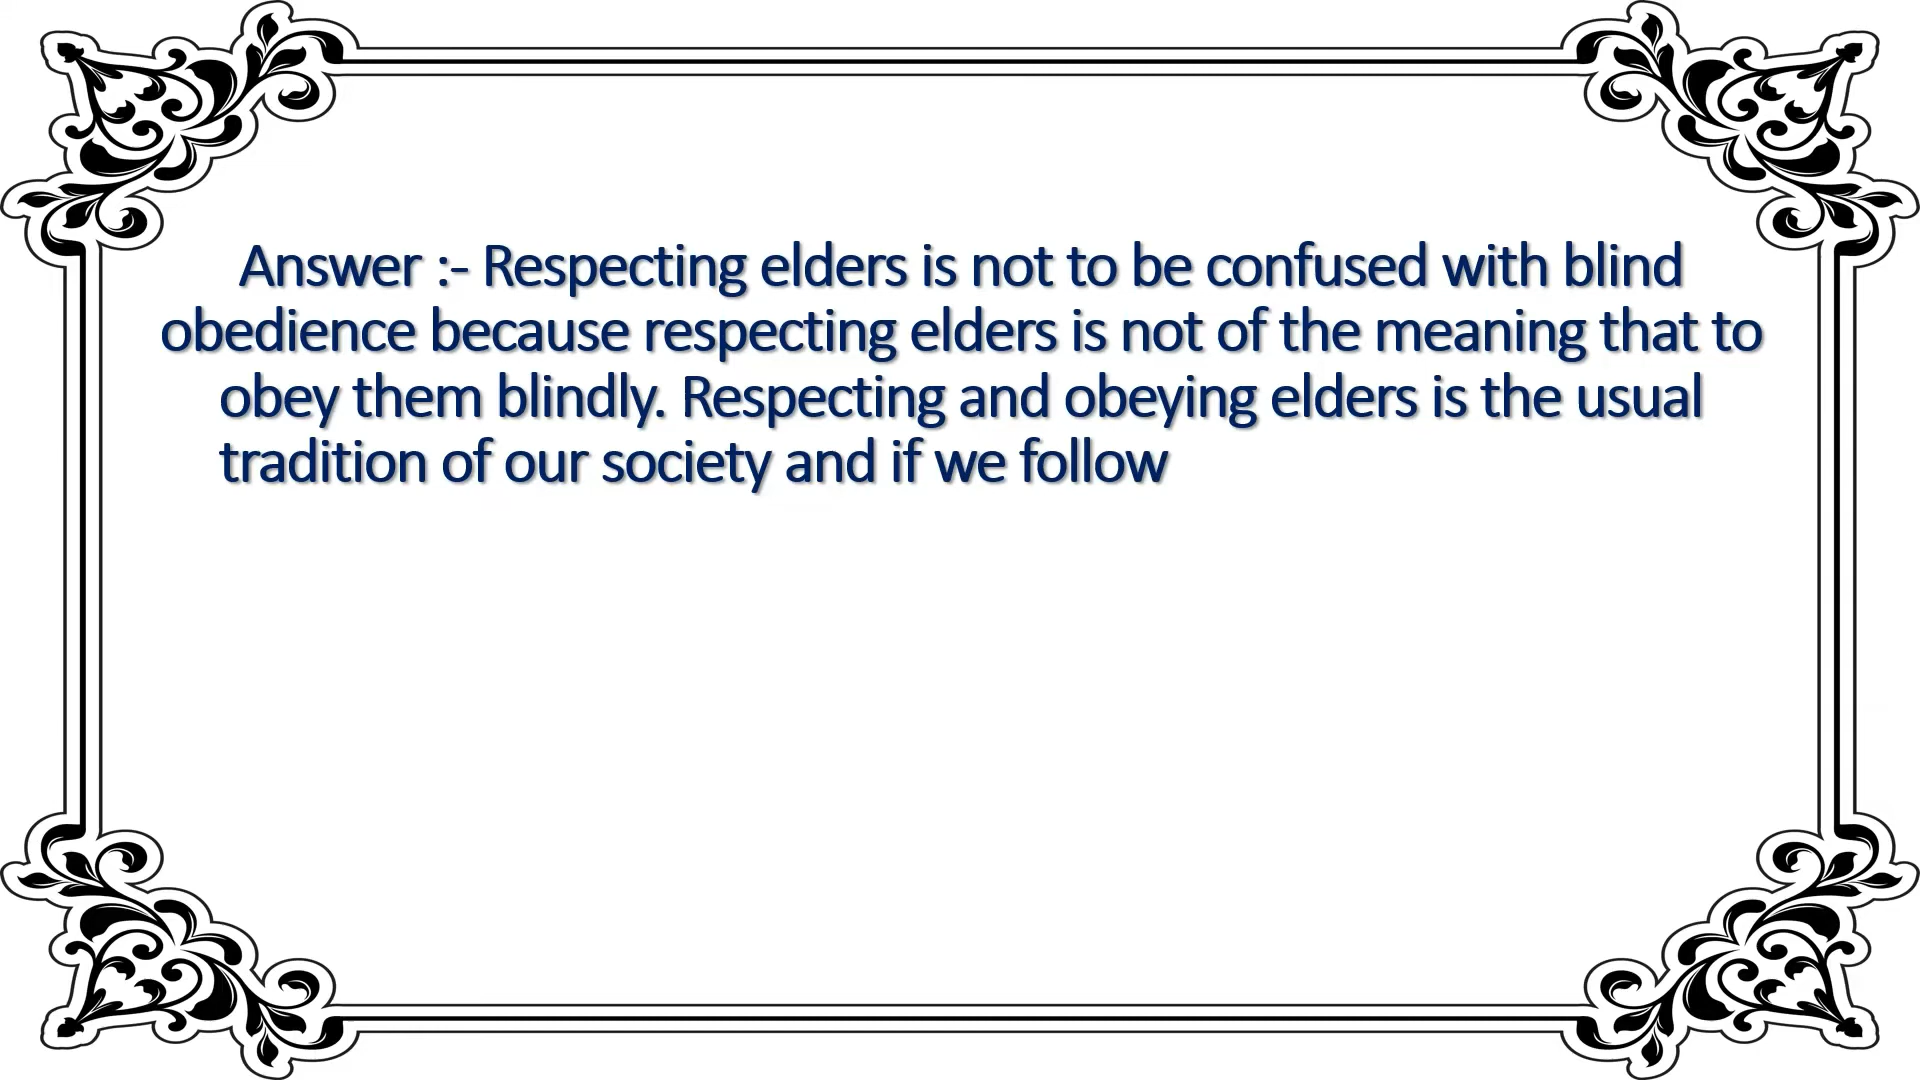 Answer :- Respecting elders is not to be confused with blind
obedience because respecting elders is not of the meaning that to
obey them blindly. Respecting and obeying elders is the usual
tradition of our society and if we follow